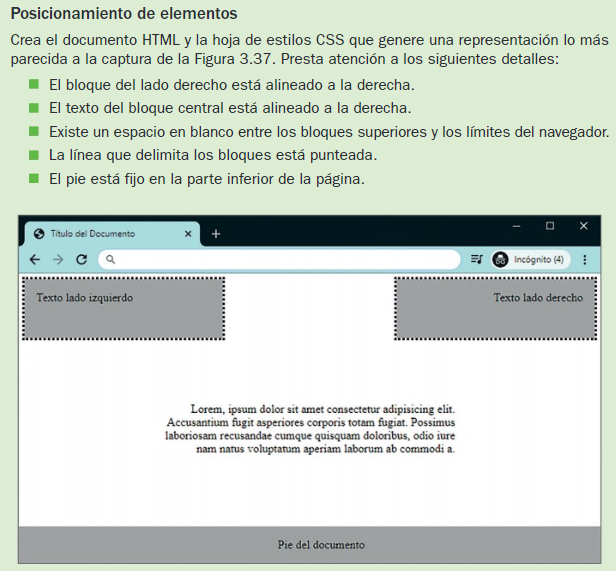 Posicionamiento de elementos
Crea el documento HTML y la hoja de estilos CSS que genere una representación lo más
parecida a la captura de la Figura 3.37. Presta atención a los siguientes detalles:
El bloque del lado derecho está alineado a la derecha.
El texto del bloque central está alineado a la derecha.
Existe un espacio en blanco entre los bloques superiores y los límites del navegador.
La línea que delimita los bloques está punteada.
El pie está fijo en la parte inferior de la página.
Título del Documento
Incógnito (4)
Texto lado izquierdo
Texto lado derecho
Lorem, ipsum dolor sit amet consectetur adipisicing elit.
Accusantium fugit asperiores corporis totam fugiat. Possimus
laboriosam recusandae cumque quisquam doloribus, odio iure
nam natus voluptatum aperiam laborum ab commodi a.
Pie del documento